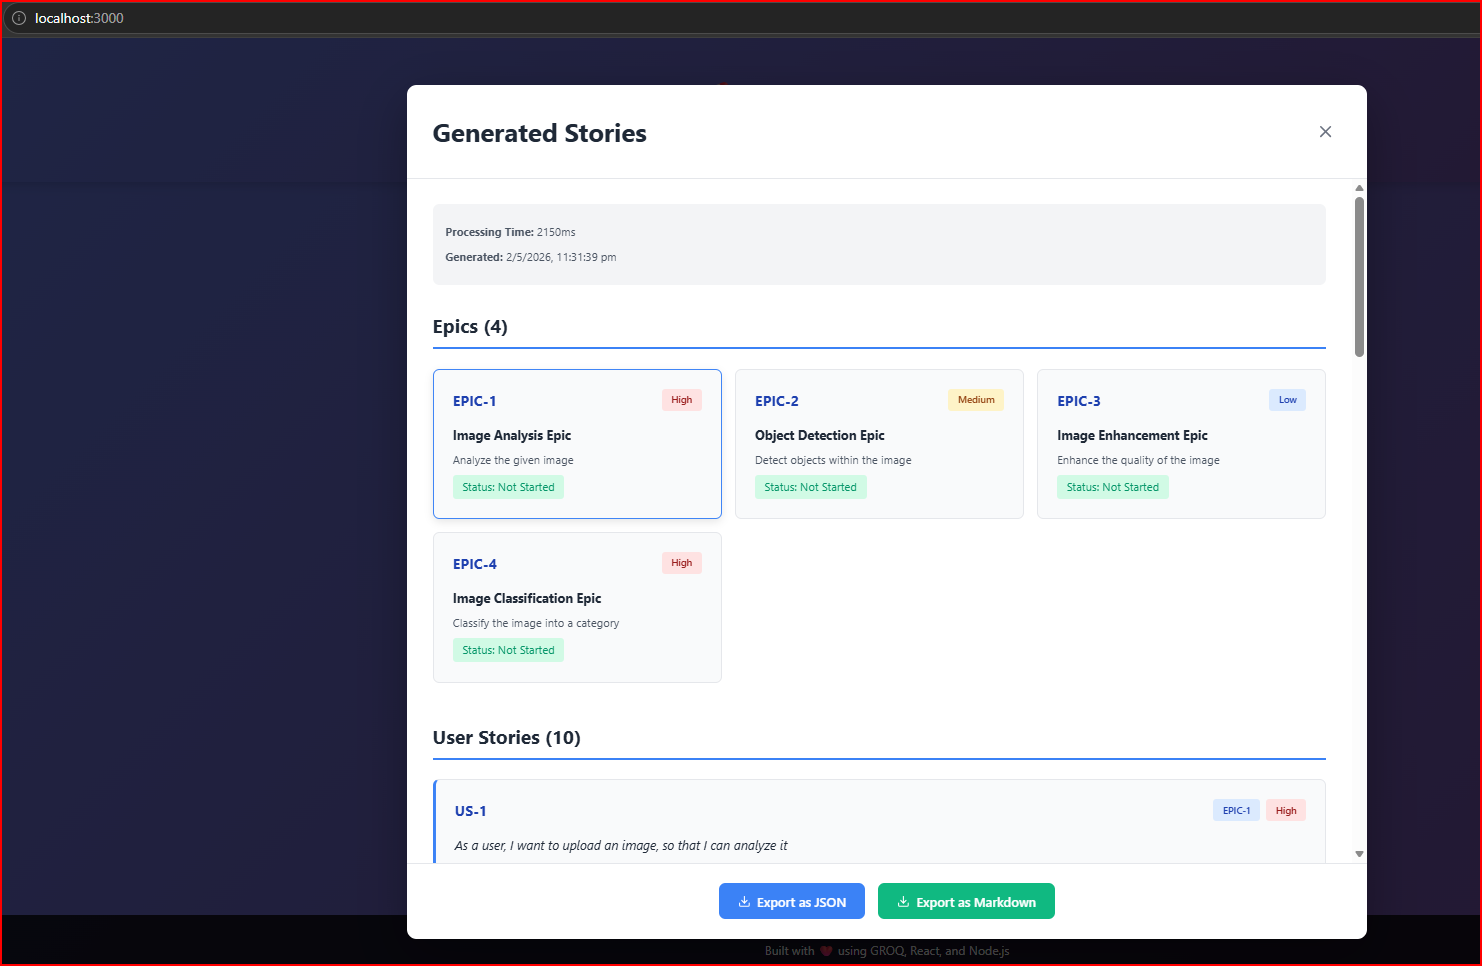 localhost:3000
Generated Stories
Processing Time: 2150ms
Generated: 2/5/2026, 11:31:39 pm
Epics (4)
EPIC-1 High
Image Analysis Epic
Analyze the given image
Status: Not Started
EPIC-2 Medium
Object Detection Epic
Detect objects within the image
Status: Not Started
EPIC-3 Low
Image Enhancement Epic
Enhance the quality of the image
Status: Not Started
EPIC-4 High
Image Classification Epic
Classify the image into a category
Status: Not Started
User Stories (10)
US-1 EPIC-1 High
As a user, I want to upload an image, so that I can analyze it
Export as JSON Export as Markdown
Built with ❤️ using GROQ, React, and Node.js